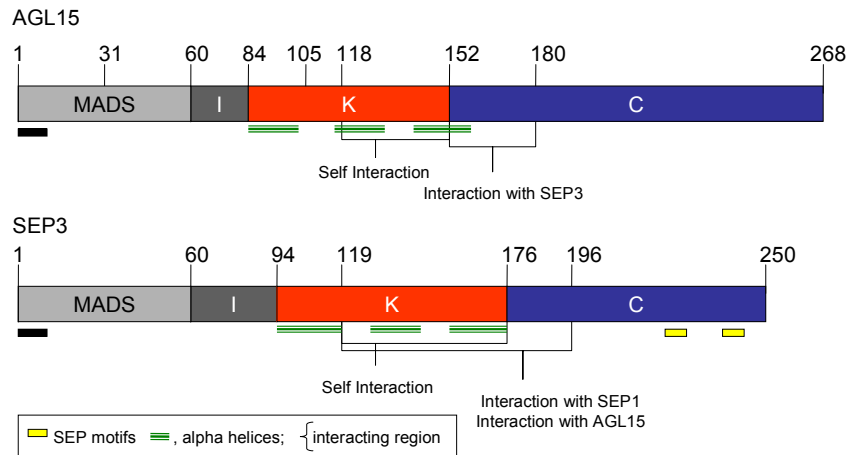 AGL15
1 31 60 84 105 118 152 180 268
MADS I K C
Self Interaction
Interaction with SEP3
SEP3
1 60 94 119 176 196 250
MADS I K C
Self Interaction
Interaction with SEP1
Interaction with AGL15
SEP motifs , alpha helices; interacting region